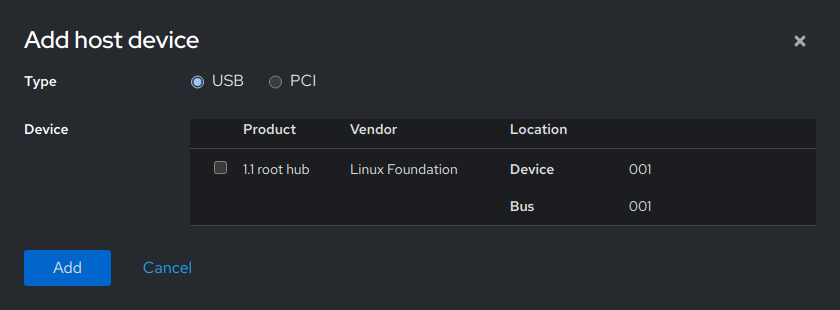 Add host device
Type USB PCI
Device Product Vendor Location
1.1 root hub Linux Foundation Device 001
Bus 001
Add Cancel